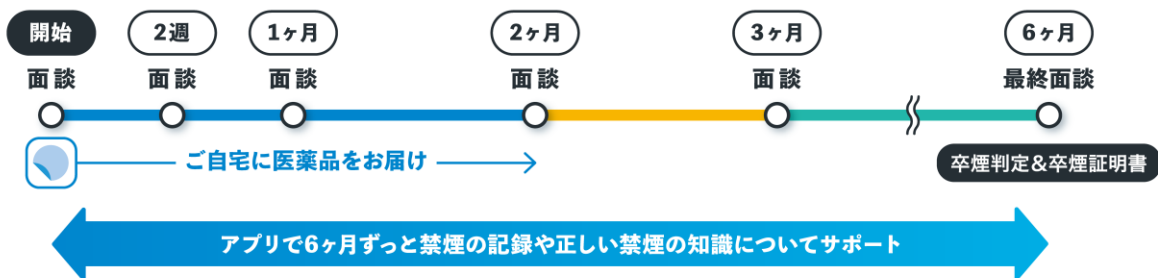 開始 2週 1ヶ月 2ヶ月 3ヶ月 6ヶ月
面談 面談 面談 面談 面談 最終面談
ご自宅に医薬品をお届け
卒煙判定&卒煙証明書
アプリで6ヶ月ずっと禁煙の記録や正しい禁煙の知識についてサポート